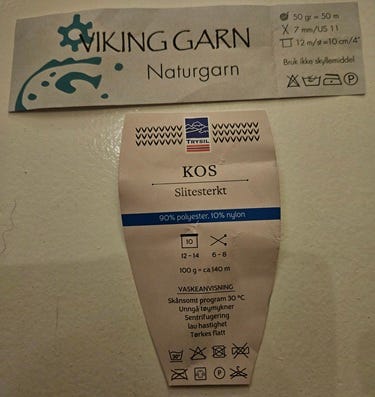 VIKING GARN
Naturgarn
50 gr = 50 m
7 mm/US 11
12 m/ø=10 cm/4"
Bruk ikke skyllemiddel
P
TRYSIL
KOS
Slitesterkt
90% polyester, 10% nylon
10
12 - 14 6 - 8
100 g = ca 140 m
VASKEANVISNING
Skånsomt program 30 °C
Unngå tøymykner
Sentrifugering
lau hastighet
Tørkes flatt
30°
P